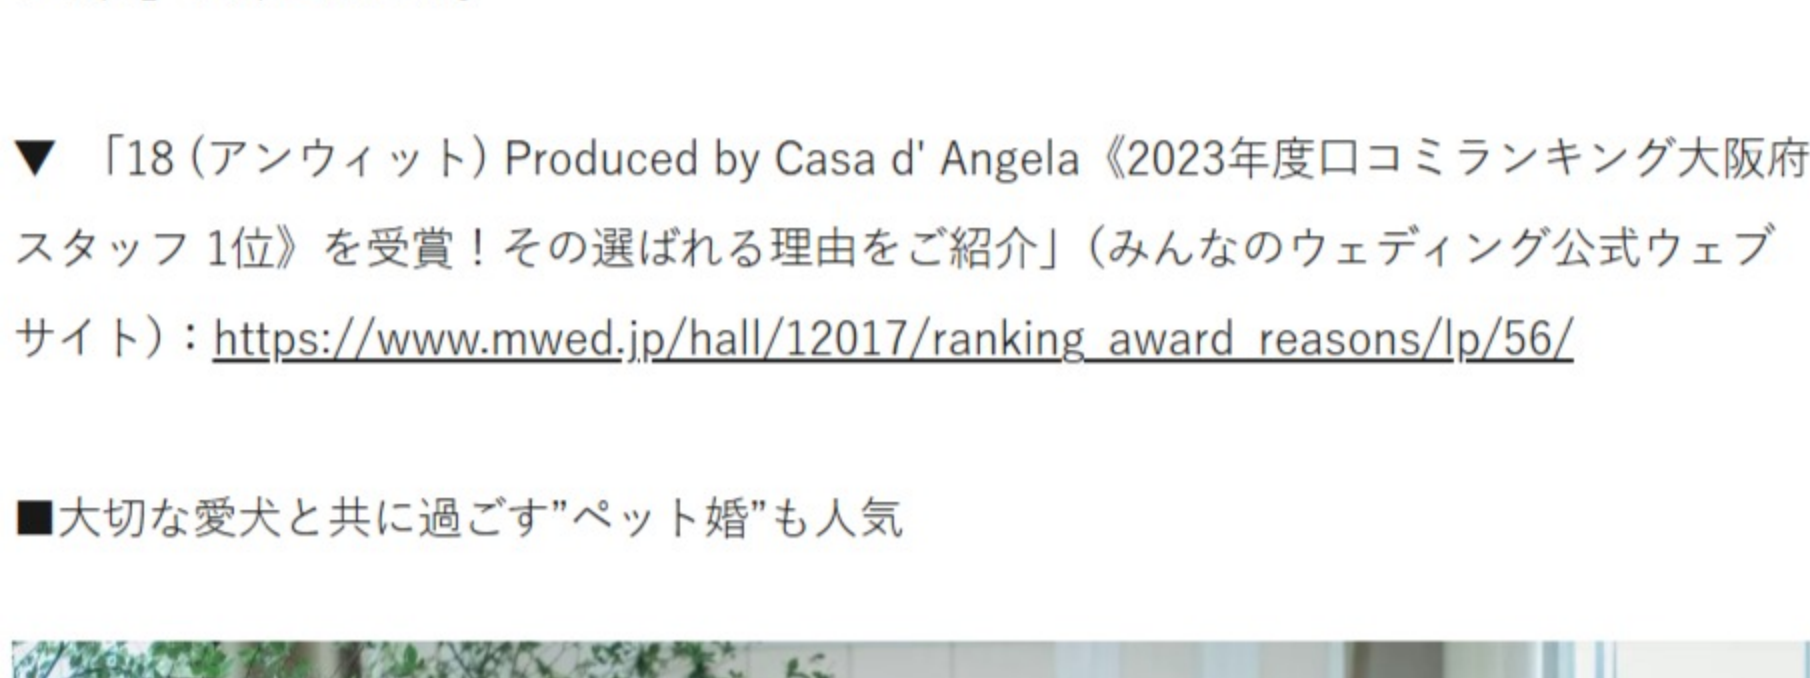 ▼ 「18 (アンウィット) Produced by Casa d' Angela《2023年度口コミランキング大阪府
スタッフ 1位》を受賞！その選ばれる理由をご紹介」（みんなのウェディング公式ウェブ
サイト）：https://www.mwed.jp/hall/12017/ranking_award_reasons/lp/56/
■大切な愛犬と共に過ごす”ペット婚”も人気